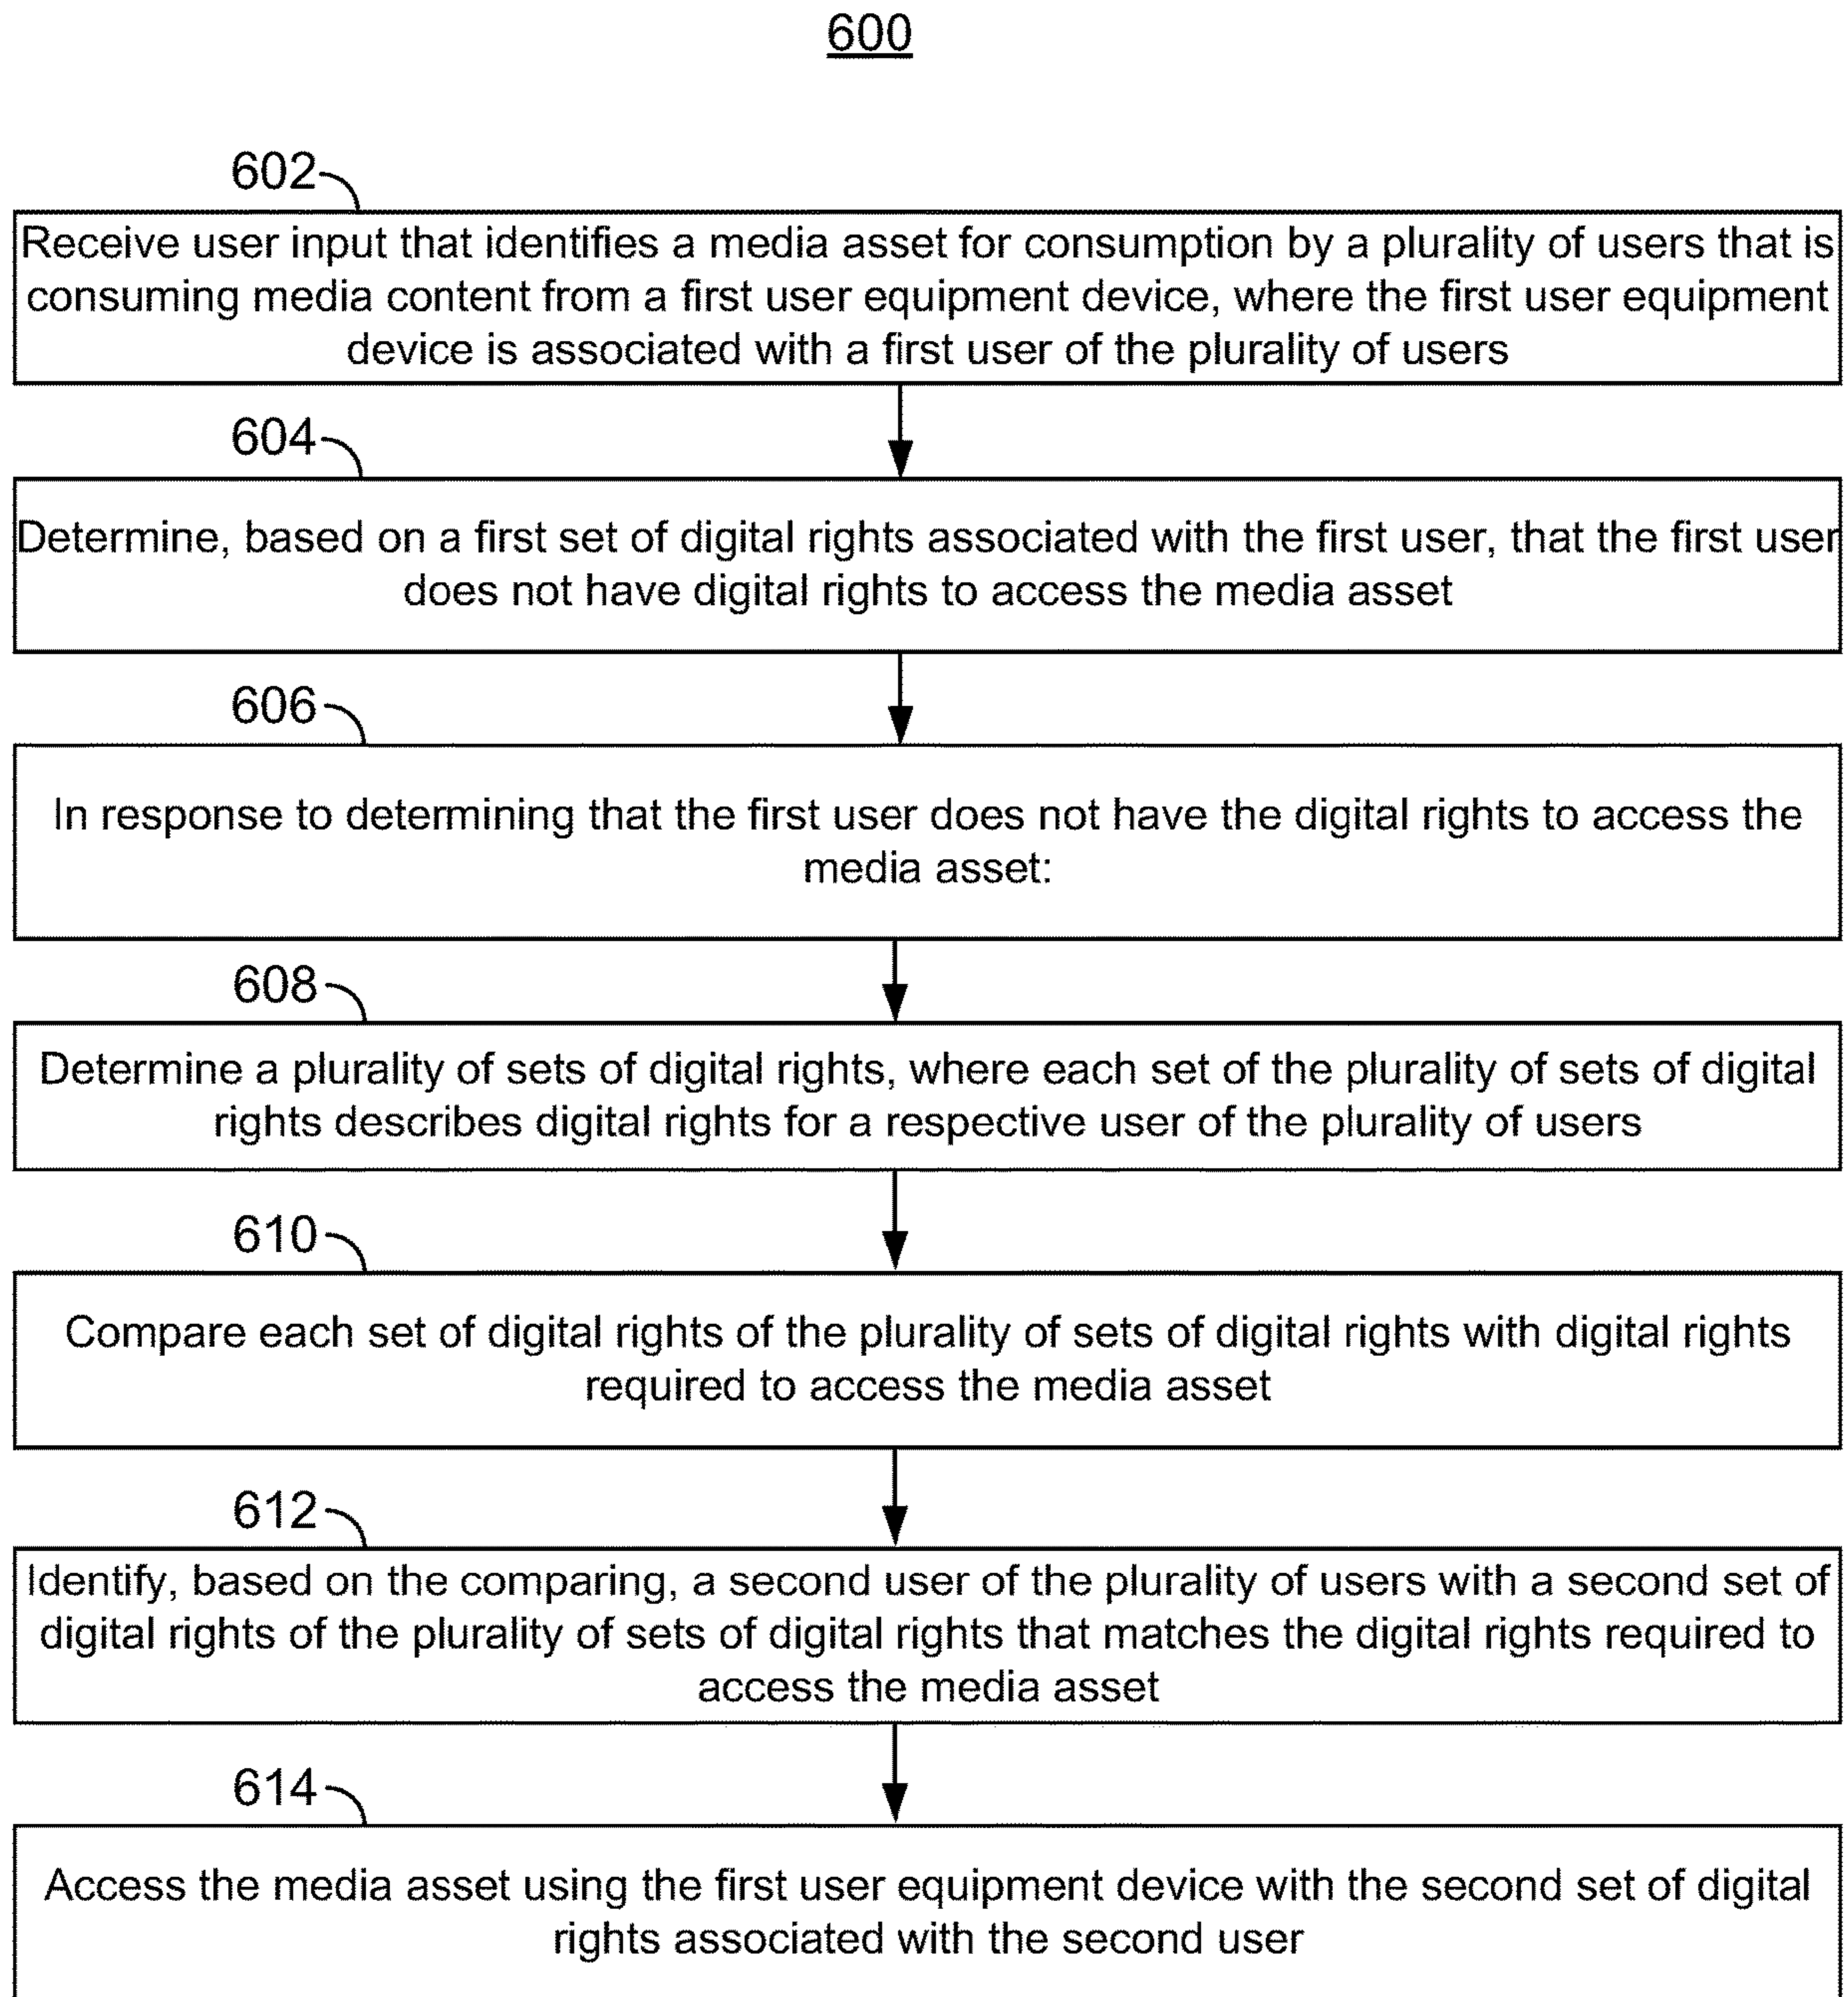 600
602
Receive user input that identifies a media asset for consumption by a plurality of users that is
consuming media content from a first user equipment device, where the first user equipment
device is associated with a first user of the plurality of users
604
Determine, based on a first set of digital rights associated with the first user, that the first user
does not have digital rights to access the media asset
606
In response to determining that the first user does not have the digital rights to access the
media asset:
608
Determine a plurality of sets of digital rights, where each set of the plurality of sets of digital
rights describes digital rights for a respective user of the plurality of users
610
Compare each set of digital rights of the plurality of sets of digital rights with digital rights
required to access the media asset
612
Identify, based on the comparing, a second user of the plurality of users with a second set of
digital rights of the plurality of sets of digital rights that matches the digital rights required to
access the media asset
614
Access the media asset using the first user equipment device with the second set of digital
rights associated with the second user